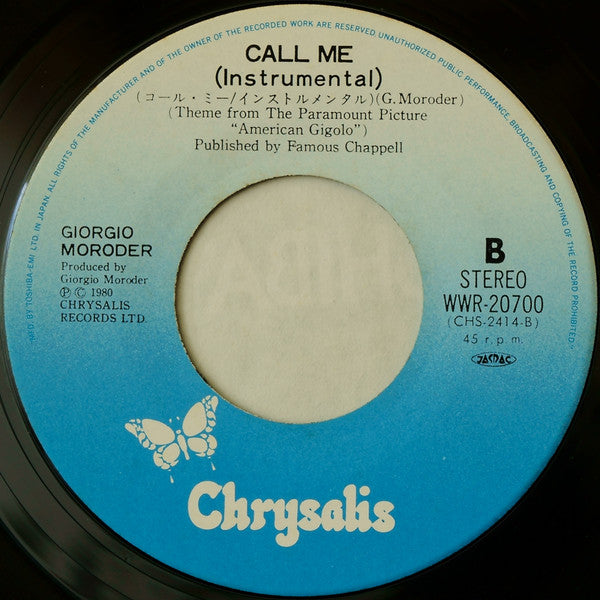 ALL RIGHTS OF THE MANUFACTURER AND OF THE OWNER OF THE RECORDED WORK ARE RESERVED. UNAUTHORIZED PUBLIC PERFORMANCE, BROADCASTING AND COPYING OF THE RECORD PROHIBITED.
CALL ME
(Instrumental)
(コール・ミー/インストルメンタル)(G. Moroder)
(Theme from The Paramount Picture
“American Gigolo”)
Published by Famous Chappell
GIORGIO
MORODER
Produced by
Giorgio Moroder
Ⓟ Ⓒ 1980
CHRYSALIS
RECORDS LTD.
B
STEREO
WWR-20700
(CHS-2414-B)
45 r.p.m.
JASRAC
Chrysalis
MFD. BY TOSHIBA-EMI LTD. IN JAPAN.